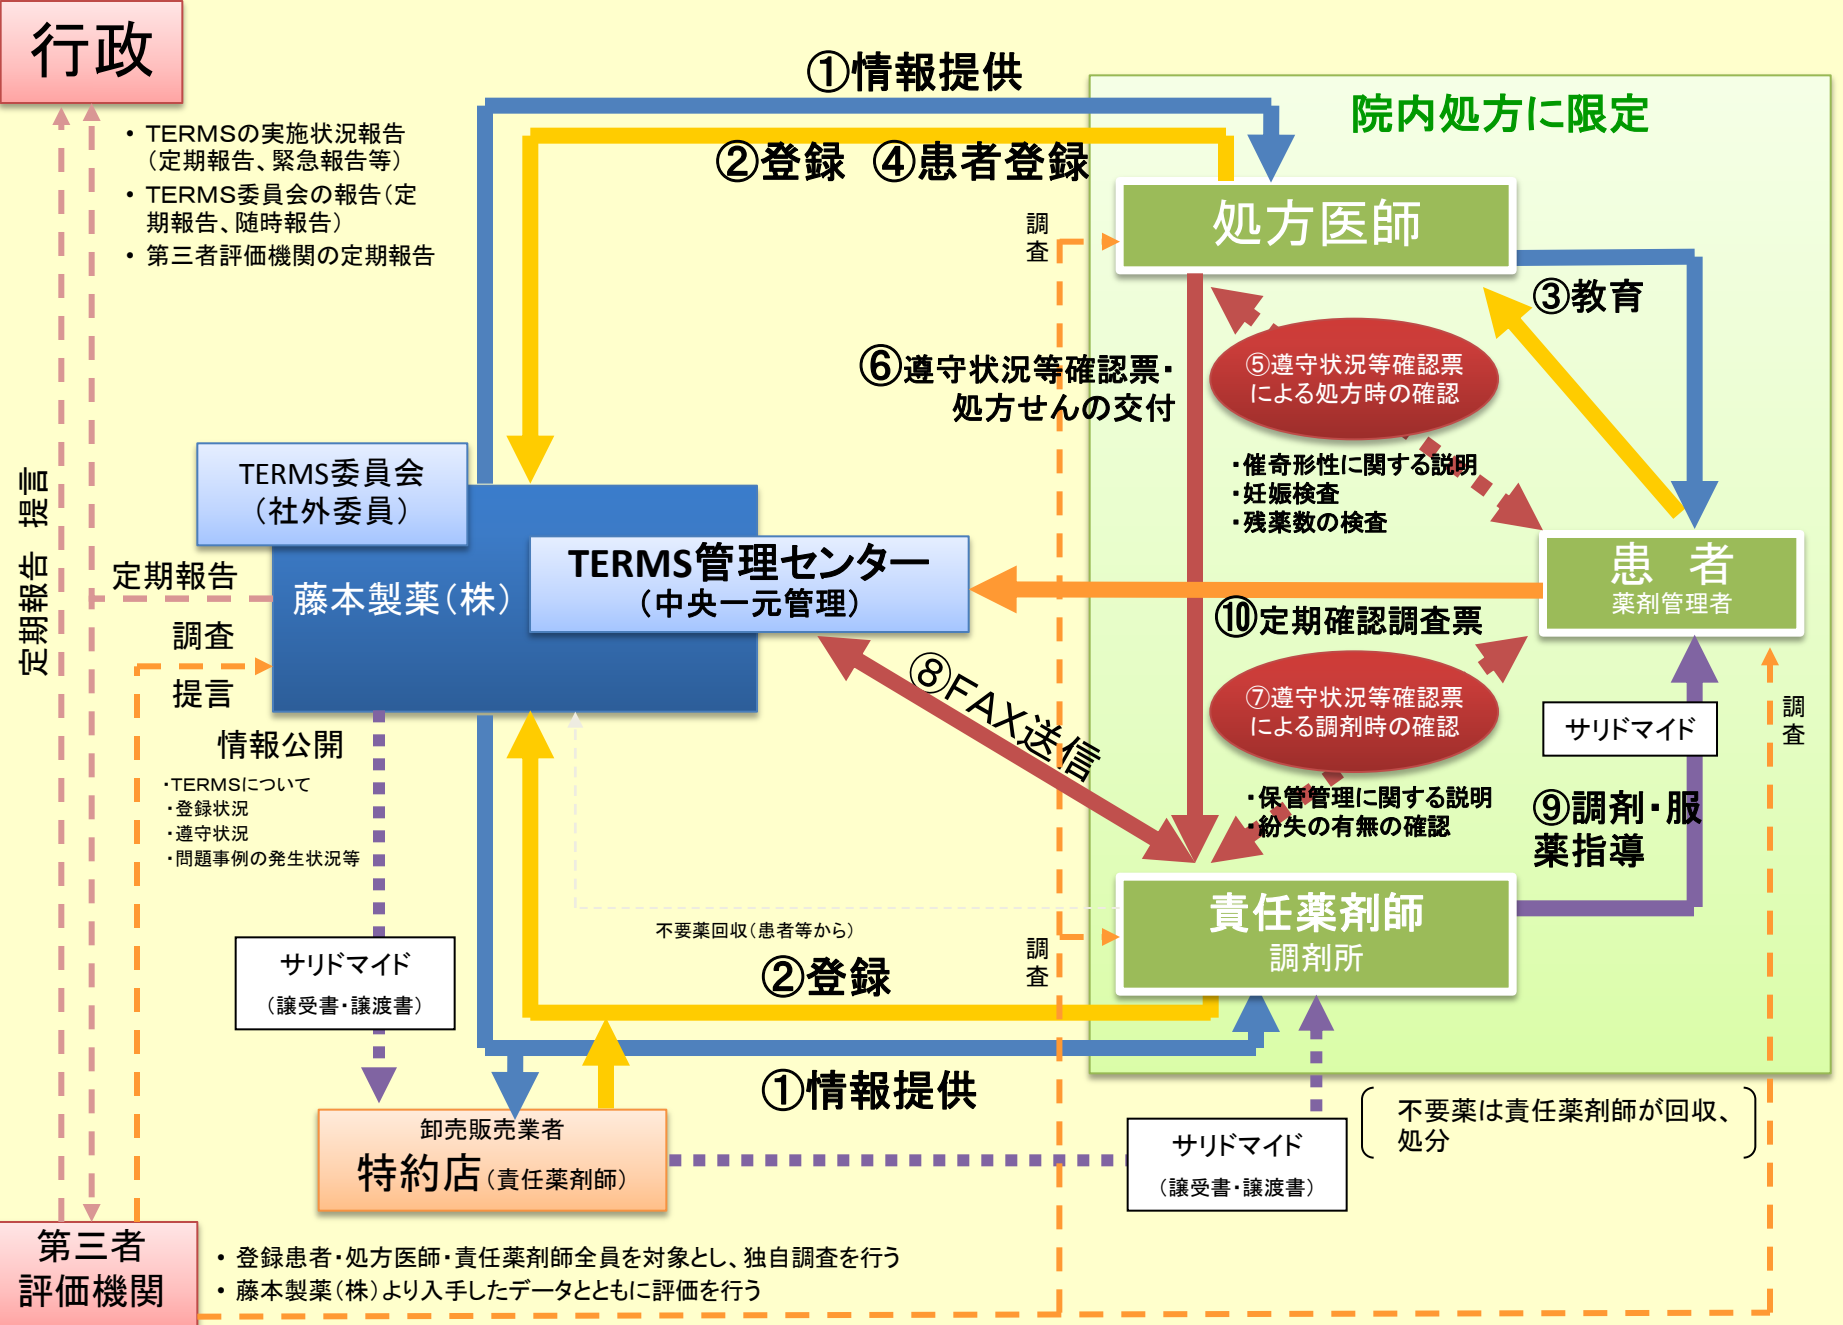 行政
①情報提供
院内処方に限定
• TERMSの実施状況報告
（定期報告、緊急報告等）
• TERMS委員会の報告（定
期報告、随時報告）
• 第三者評価機関の定期報告
②登録 ④患者登録
処方医師
調
査
③教育
⑤遵守状況等確認票
による処方時の確認
⑥遵守状況等確認票・
処方せんの交付
・催奇形性に関する説明
・妊娠検査
・残薬数の検査
TERMS委員会
（社外委員）
藤本製薬（株）
TERMS管理センター
（中央一元管理）
患 者
薬剤管理者
定期報告 提言
定期報告
調査
提言
⑩定期確認調査票
⑧FAX送信
⑦遵守状況等確認票
による調剤時の確認
サリドマイド
調
査
情報公開
・TERMSについて
・登録状況
・遵守状況
・問題事例の発生状況等
・保管管理に関する説明
・紛失の有無の確認
⑨調剤・服
薬指導
責任薬剤師
調剤所
不要薬回収（患者等から）
調
査
②登録
サリドマイド
（譲受書・譲渡書）
①情報提供
卸売販売業者
特約店（責任薬剤師）
サリドマイド
（譲受書・譲渡書）
不要薬は責任薬剤師が回収、
処分
第三者
評価機関
• 登録患者・処方医師・責任薬剤師全員を対象とし、独自調査を行う
• 藤本製薬（株）より入手したデータとともに評価を行う